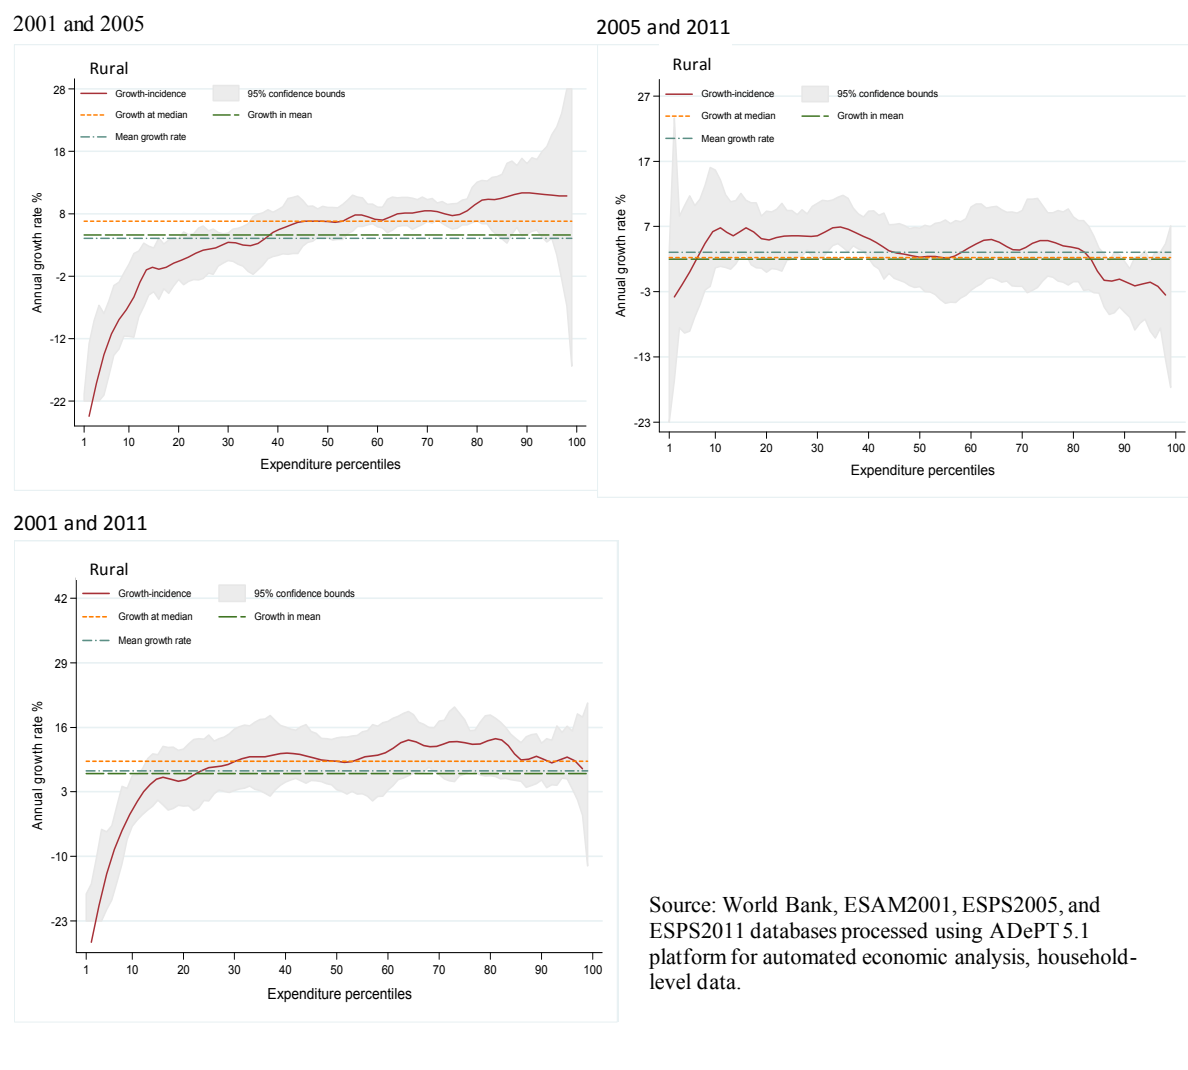 2001 and 2005
Rural
Growth-incidence
95% confidence bounds
Growth at median
Growth in mean
Mean growth rate
Annual growth rate %
28
18
8
-2
-12
-22
1 10 20 30 40 50 60 70 80 90 100
Expenditure percentiles
2005 and 2011
Rural
Growth-incidence
95% confidence bounds
Growth at median
Growth in mean
Mean growth rate
Annual growth rate %
27
17
7
-3
-13
-23
1 10 20 30 40 50 60 70 80 90 100
Expenditure percentiles
2001 and 2011
Rural
Growth-incidence
95% confidence bounds
Growth at median
Growth in mean
Mean growth rate
Annual growth rate %
42
29
16
3
-10
-23
1 10 20 30 40 50 60 70 80 90 100
Expenditure percentiles
Source: World Bank, ESAM2001, ESPS2005, and
ESPS2011 databases processed using ADePT 5.1
platform for automated economic analysis, household-
level data.